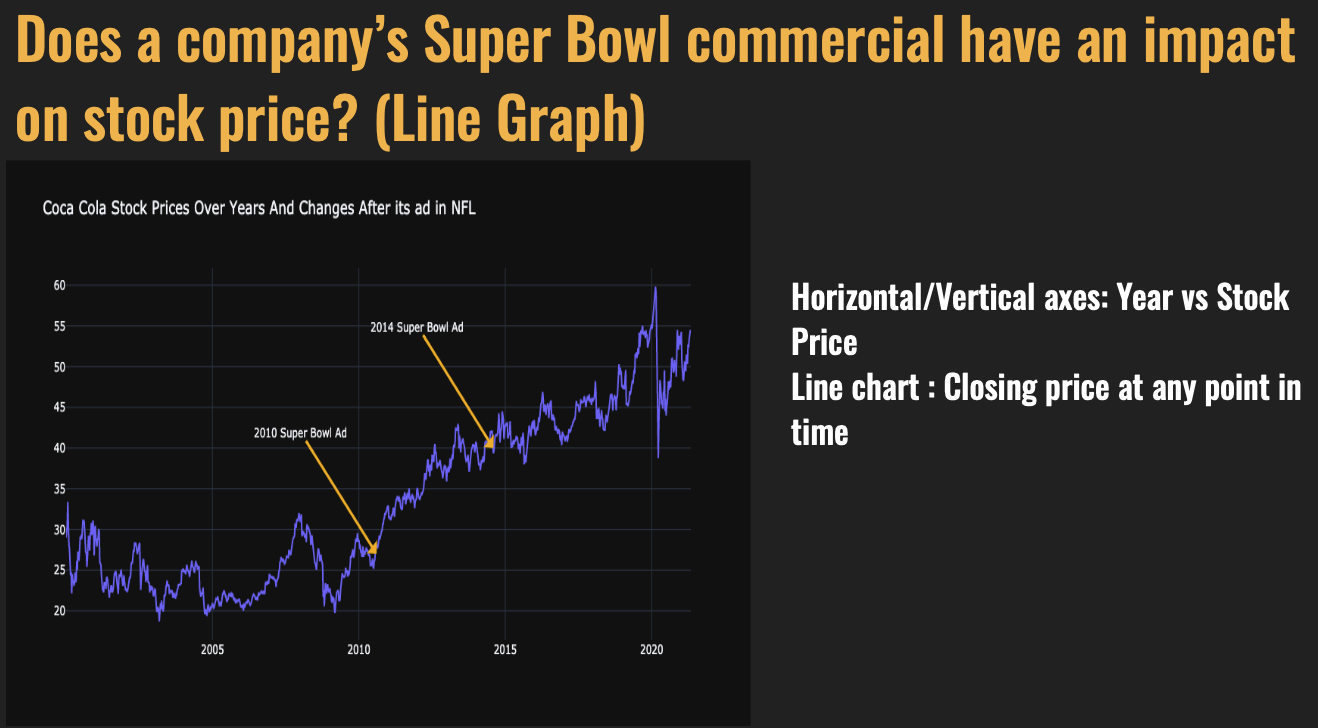 Does a company’s Super Bowl commercial have an impact
on stock price? (Line Graph)
Coca Cola Stock Prices Over Years And Changes After its ad in NFL
60
55
50
45
40
35
30
25
20
2014 Super Bowl Ad
2010 Super Bowl Ad
2005
2010
2015
2020
Horizontal/Vertical axes: Year vs Stock
Price
Line chart : Closing price at any point in
time